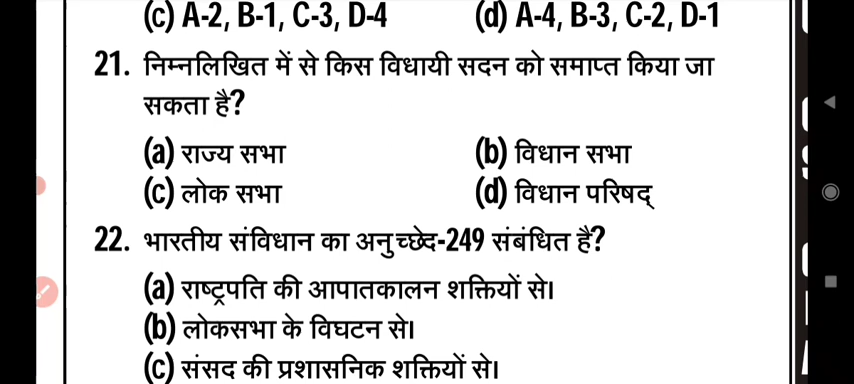 (c) A-2, B-1, C-3, D-4 (d) A-4, B-3, C-2, D-1
21. निम्नलिखित में से किस विधायी सदन को समाप्त किया जा
सकता है?
(a) राज्य सभा (b) विधान सभा
(c) लोक सभा (d) विधान परिषद्
22. भारतीय संविधान का अनुच्छेद-249 संबंधित है?
(a) राष्ट्रपति की आपातकालन शक्तियों से।
(b) लोकसभा के विघटन से।
(c) संसद की प्रशासनिक शक्तियों से।